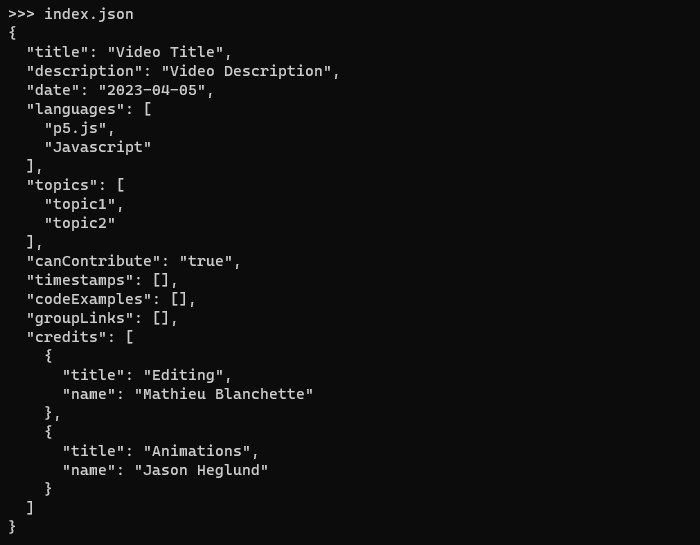 >>> index.json
{
  "title": "Video Title",
  "description": "Video Description",
  "date": "2023-04-05",
  "languages": [
    "p5.js",
    "Javascript"
  ],
  "topics": [
    "topic1",
    "topic2"
  ],
  "canContribute": "true",
  "timestamps": [],
  "codeExamples": [],
  "groupLinks": [],
  "credits": [
    {
      "title": "Editing",
      "name": "Mathieu Blanchette"
    },
    {
      "title": "Animations",
      "name": "Jason Heglund"
    }
  ]
}